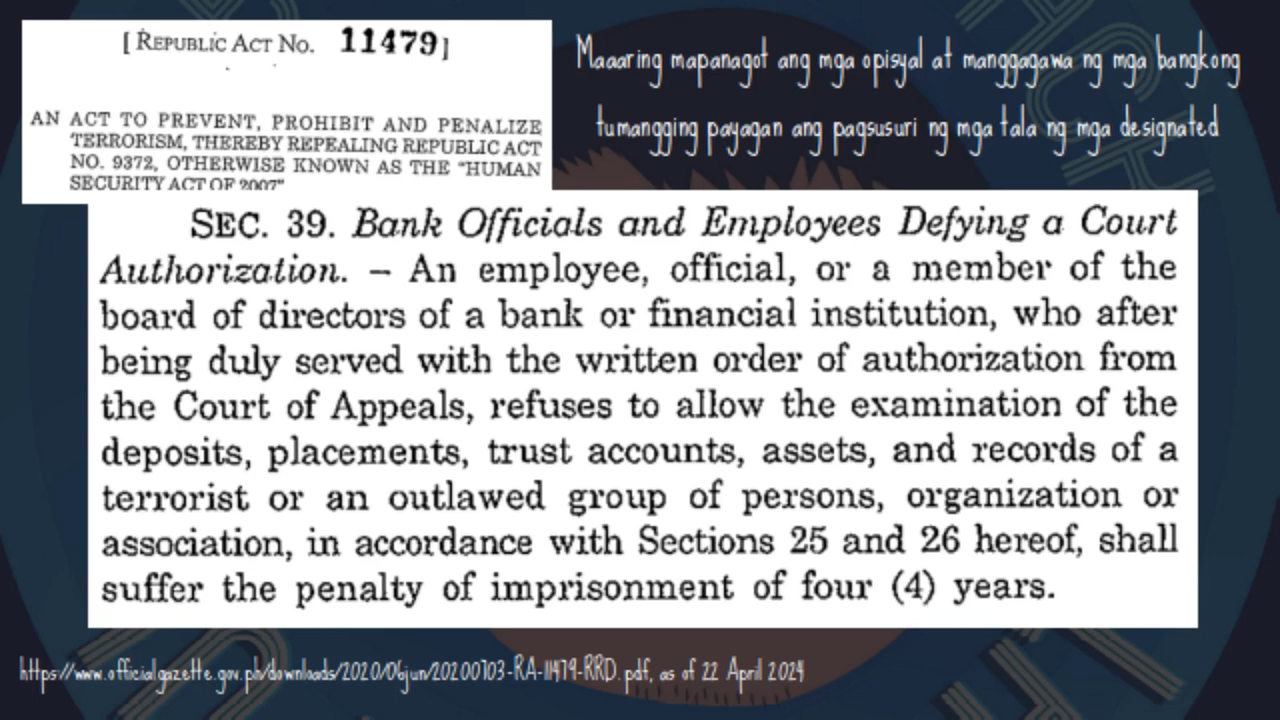 [ REPUBLIC ACT NO. 11479 ]
AN ACT TO PREVENT, PROHIBIT AND PENALIZE
TERRORISM, THEREBY REPEALING REPUBLIC ACT
NO. 9372, OTHERWISE KNOWN AS THE "HUMAN
SECURITY ACT OF 2007"
Maaaring mapanagot ang mga opisyal at manggagawa ng mga bangkong
tumangging payagan ang pagsusuri ng mga tala ng mga designated
SEC. 39. Bank Officials and Employees Defying a Court
Authorization. – An employee, official, or a member of the
board of directors of a bank or financial institution, who after
being duly served with the written order of authorization from
the Court of Appeals, refuses to allow the examination of the
deposits, placements, trust accounts, assets, and records of a
terrorist or an outlawed group of persons, organization or
association, in accordance with Sections 25 and 26 hereof, shall
suffer the penalty of imprisonment of four (4) years.
https://www.officialgazette.gov.ph/downloads/2020/06jun/20200703-RA-11479-RRD.pdf, as of 22 April 2024